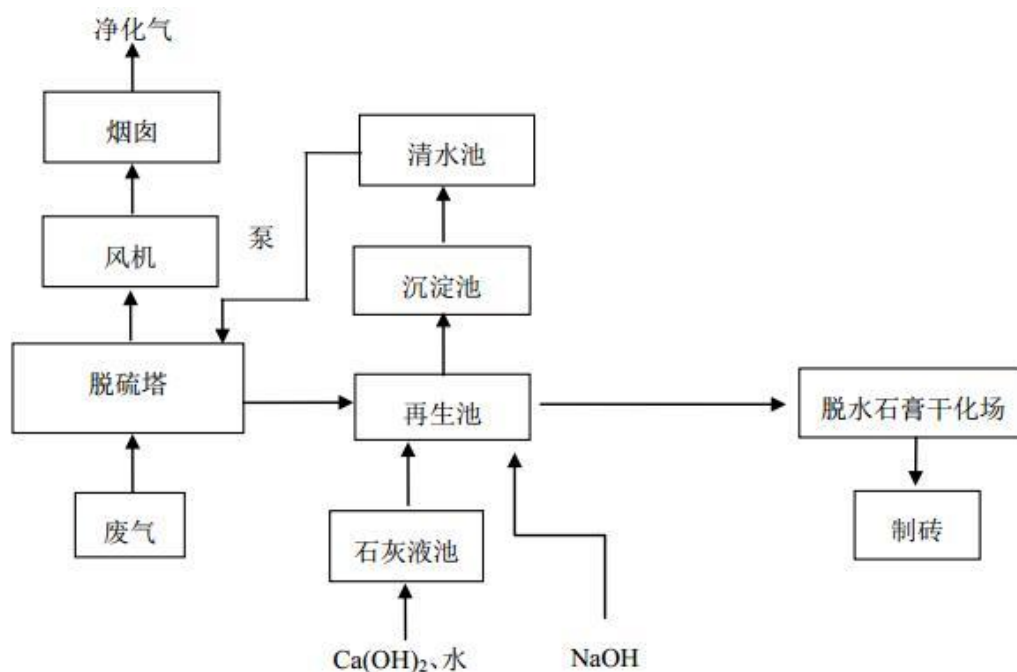 净化气
烟囱
清水池
风机
泵
沉淀池
脱硫塔
再生池
脱水石膏干化场
废气
石灰液池
制砖
Ca(OH)₂、水
NaOH